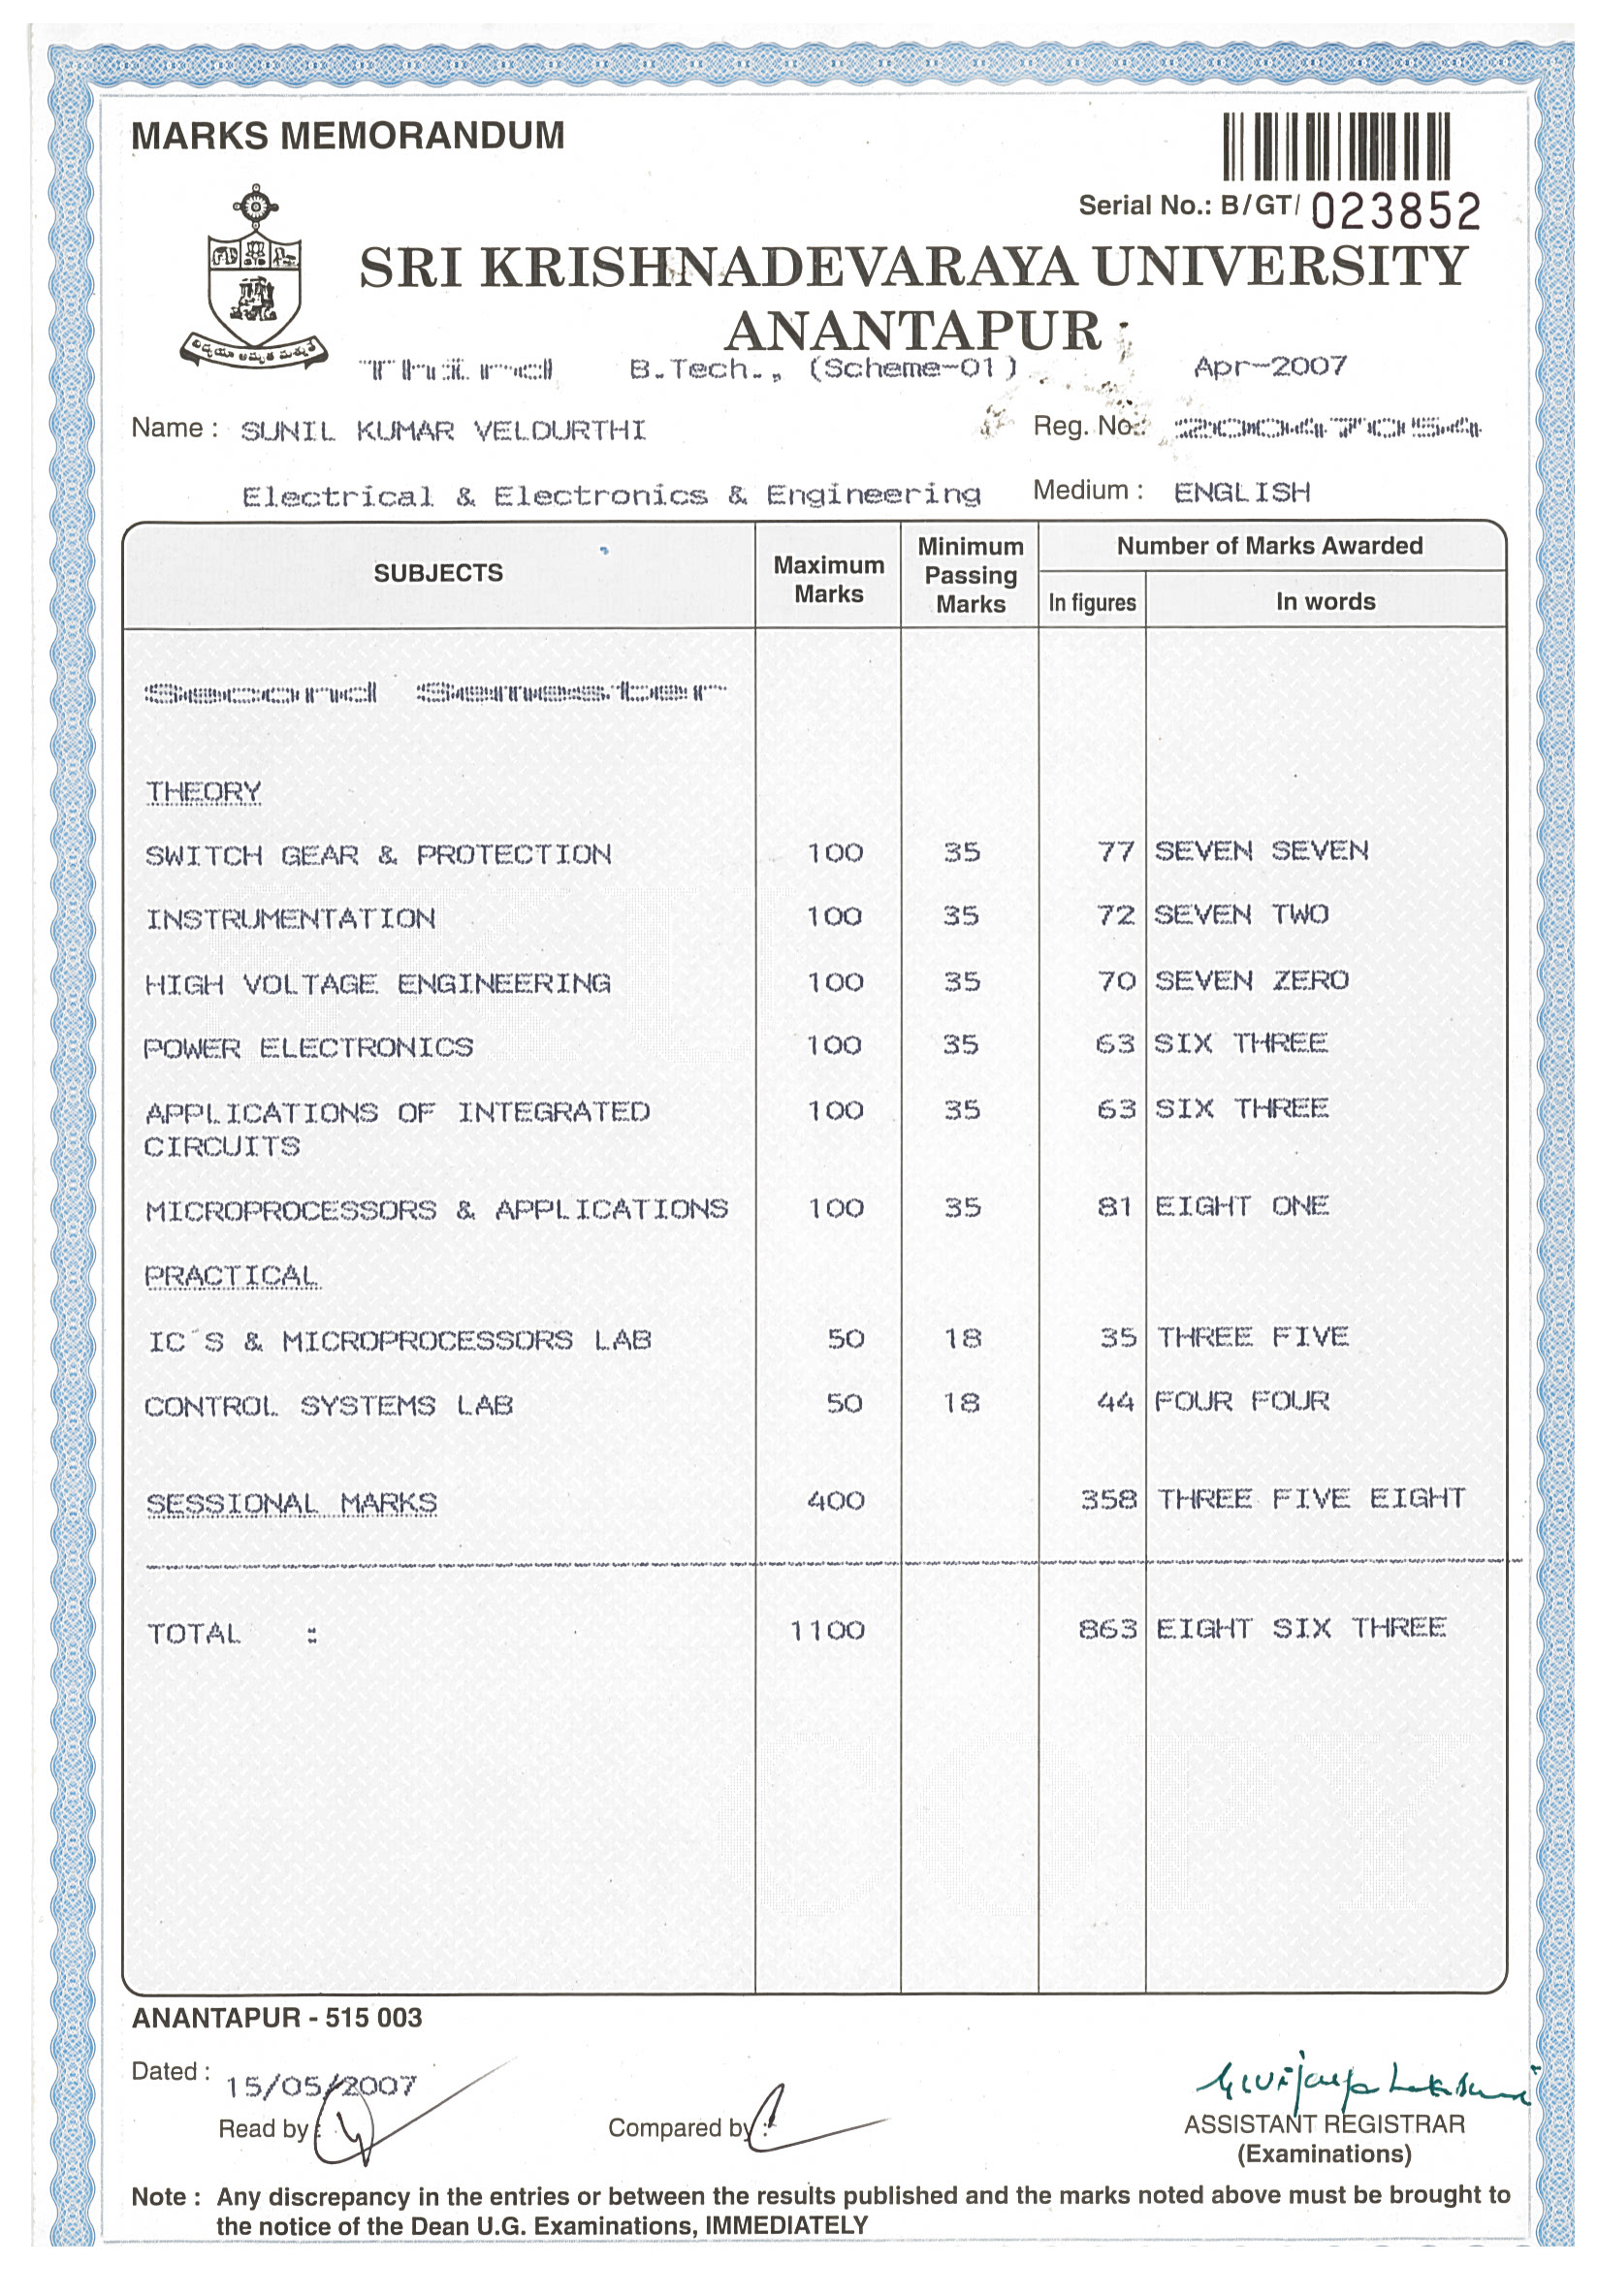 MARKS MEMORANDUM
Serial No.: B/GT/ 023852
SRI KRISHNADEVARAYA UNIVERSITY
ANANTAPUR
Third B.Tech., (Scheme-01) Apr-2007
Name : SUNIL KUMAR VELDURTHI Reg. No.: 20047054
Electrical & Electronics & Engineering Medium : ENGLISH
SUBJECTS Maximum Marks Minimum Passing Marks Number of Marks Awarded
In figures In words
Second Semester
THEORY
SWITCH GEAR & PROTECTION 100 35 77 SEVEN SEVEN
INSTRUMENTATION 100 35 72 SEVEN TWO
HIGH VOLTAGE ENGINEERING 100 35 70 SEVEN ZERO
POWER ELECTRONICS 100 35 63 SIX THREE
APPLICATIONS OF INTEGRATED 100 35 63 SIX THREE
CIRCUITS
MICROPROCESSORS & APPLICATIONS 100 35 81 EIGHT ONE
PRACTICAL
IC'S & MICROPROCESSORS LAB 50 18 35 THREE FIVE
CONTROL SYSTEMS LAB 50 18 44 FOUR FOUR
SESSIONAL MARKS 400 358 THREE FIVE EIGHT
TOTAL : 1100 863 EIGHT SIX THREE
COPY
ANANTAPUR - 515 003
Dated : 15/05/2007
Read by : Compared by : ASSISTANT REGISTRAR
(Examinations)
Note : Any discrepancy in the entries or between the results published and the marks noted above must be brought to
the notice of the Dean U.G. Examinations, IMMEDIATELY